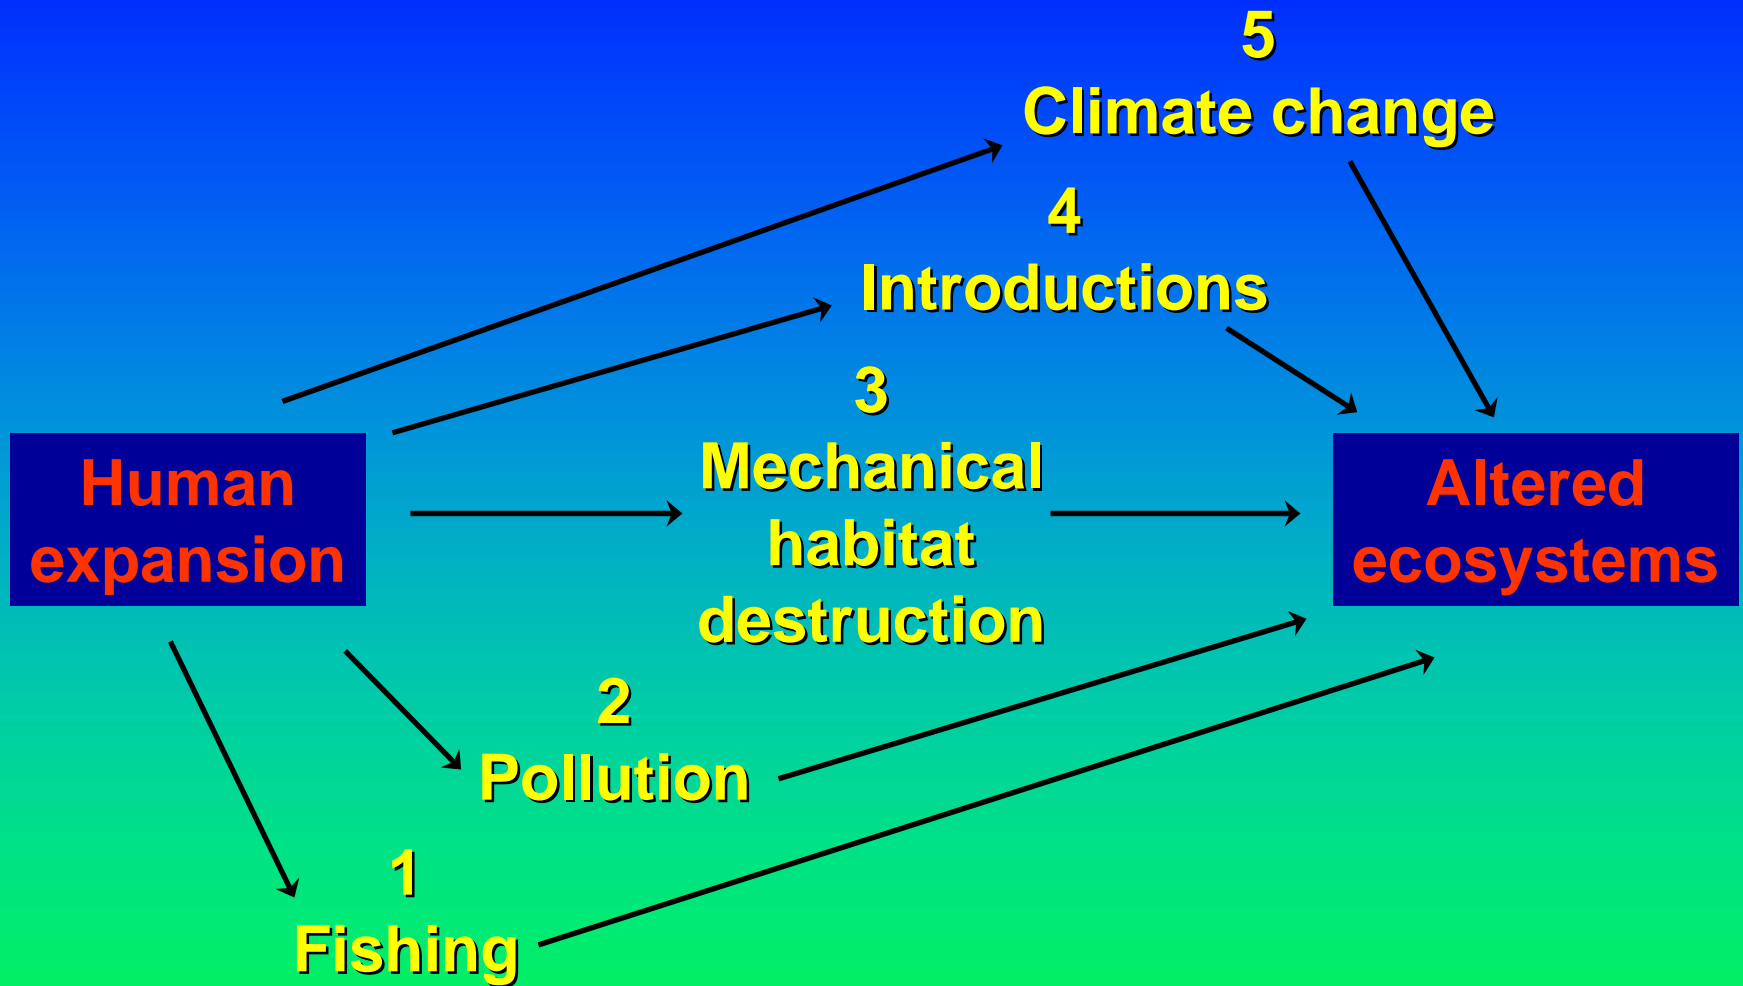 5
Climate change
4
Introductions
3
Mechanical
habitat
destruction
Human
expansion
Altered
ecosystems
2
Pollution
1
Fishing